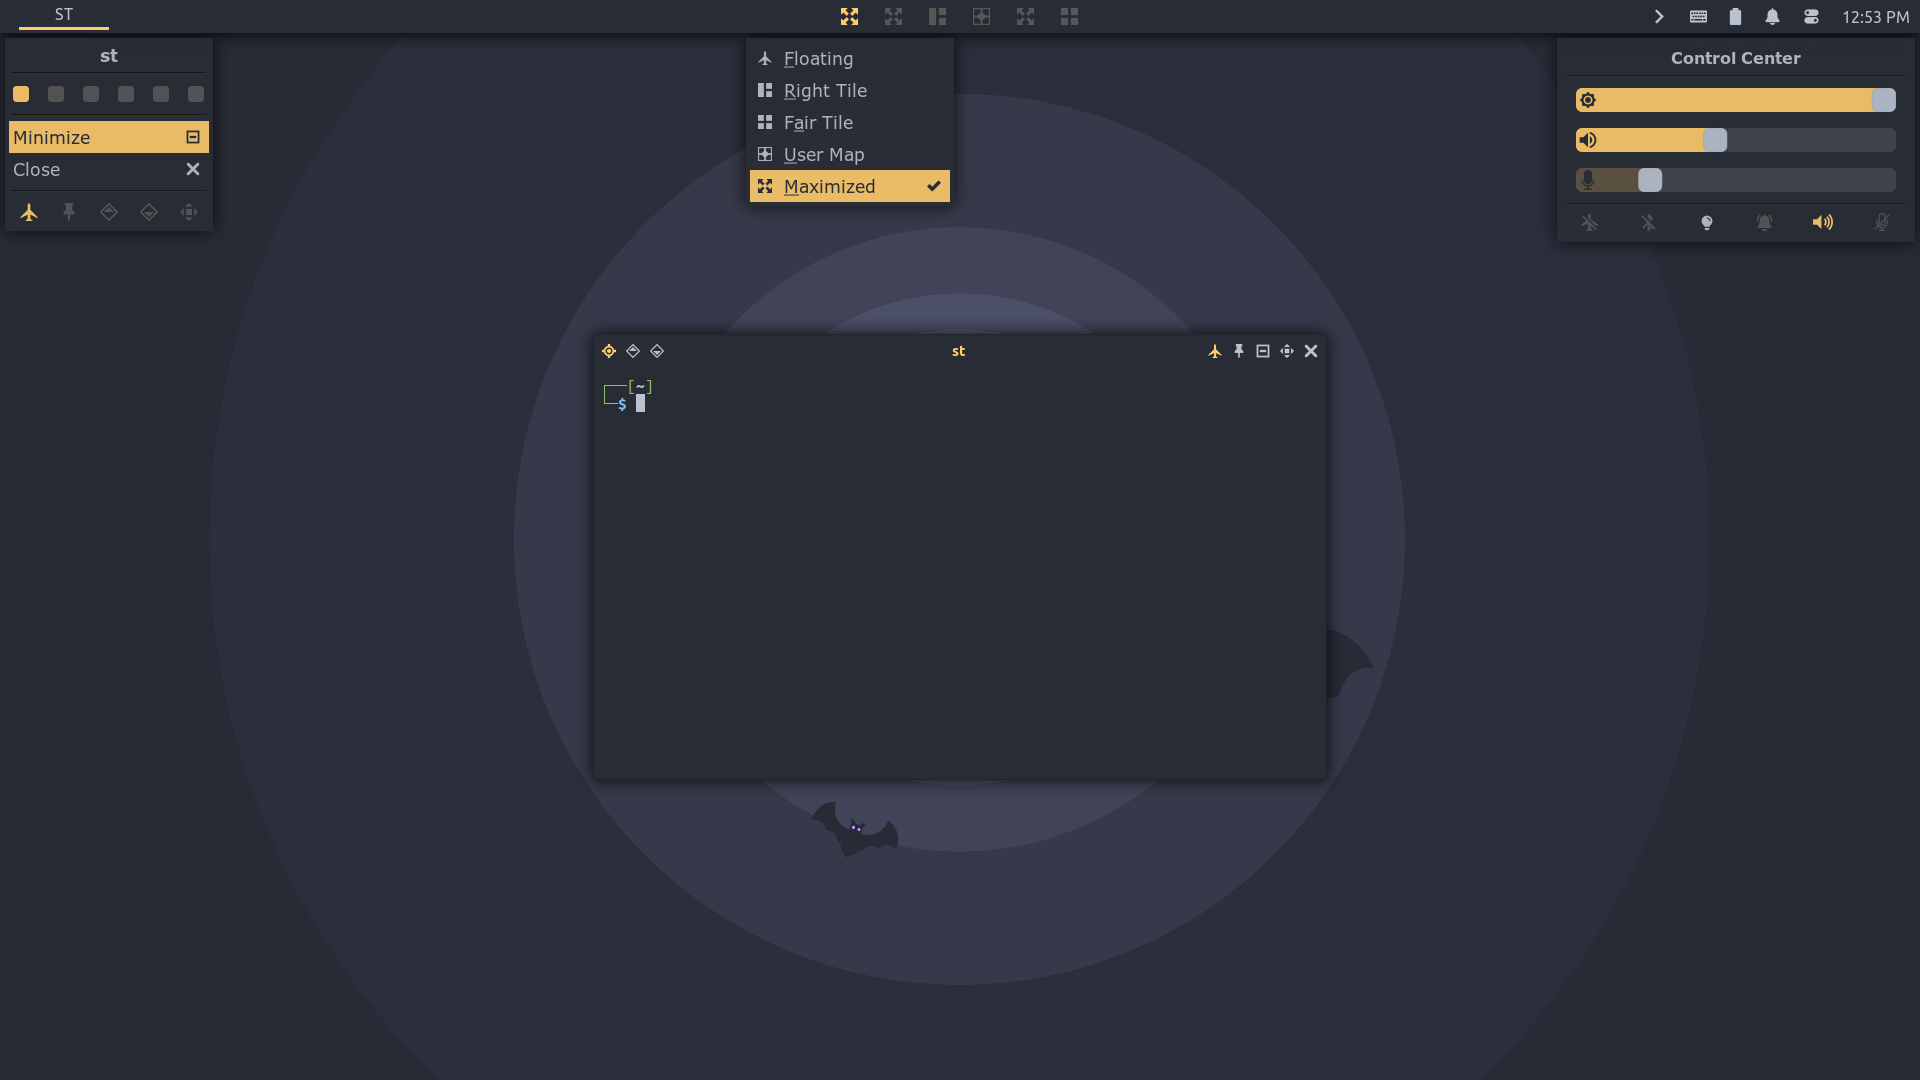 ST
12:53 PM
st
Minimize
Close
Floating
Right Tile
Fair Tile
User Map
Maximized
Control Center
st
[~]
$